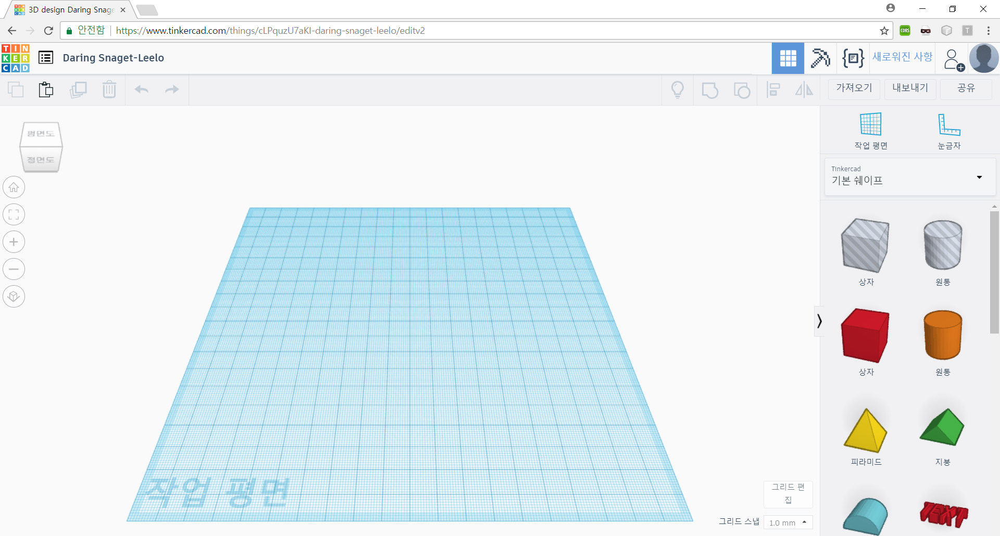 3D design Daring Snage
안전함
https://www.tinkercad.com/things/cLPquzU7aKI-daring-snaget-leelo/editv2
CORS
T
TIN
KER
CAD
Daring Snaget-Leelo
새로워진 사항
가져오기
내보내기
공유
평면도
정면도
작업 평면
눈금자
Tinkercad
기본 쉐이프
상자
원통
상자
원통
피라미드
지붕
TEXT
작업 평면
그리드 편
집
그리드 스냅
1.0 mm